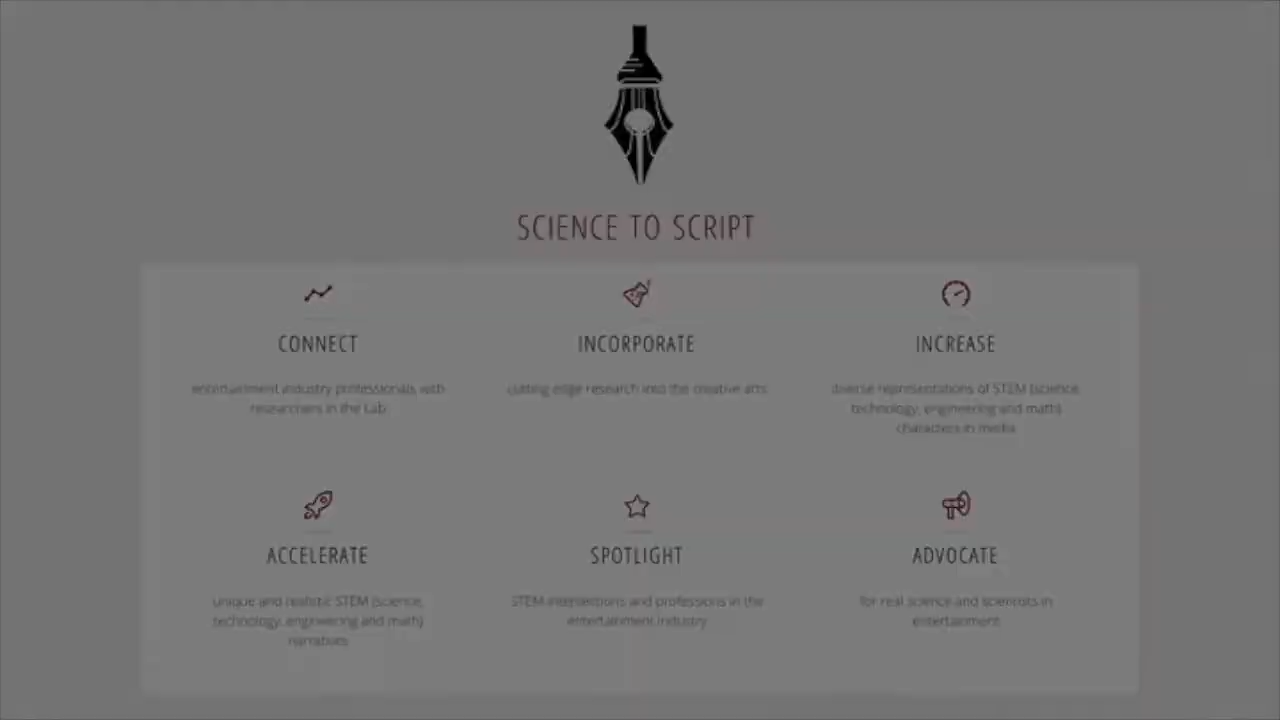 SCIENCE TO SCRIPT
CONNECT
entertainment industry professionals with
researchers in the Lab
INCORPORATE
cutting edge research into the creative arts
INCREASE
diverse representations of STEM (science,
technology, engineering and math)
characters in media
ACCELERATE
unique and realistic STEM (science,
technology, engineering and math)
narratives
SPOTLIGHT
STEM intersections and professions in the
entertainment industry
ADVOCATE
for real science and scientists in
entertainment